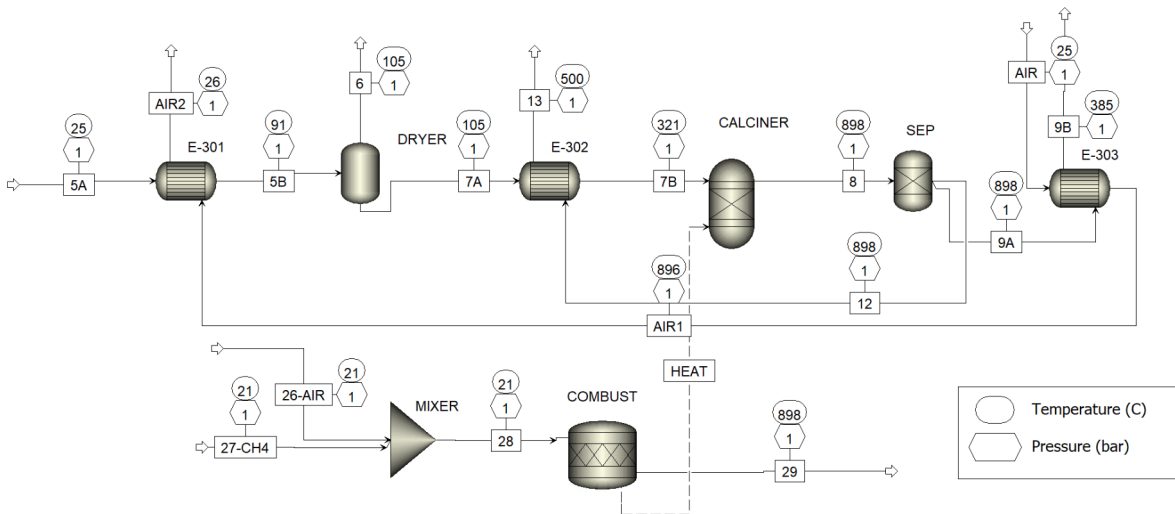 25
1
5A
AIR2
26
1
E-301
91
1
5B
6
105
1
DRYER
105
1
7A
13
500
1
E-302
321
1
7B
CALCINER
898
1
8
SEP
898
1
9A
AIR
25
1
9B
385
1
E-303
898
1
12
896
1
AIR1
HEAT
26-AIR
21
1
21
1
27-CH4
MIXER
21
1
28
COMBUST
898
1
29
Temperature (C)
Pressure (bar)